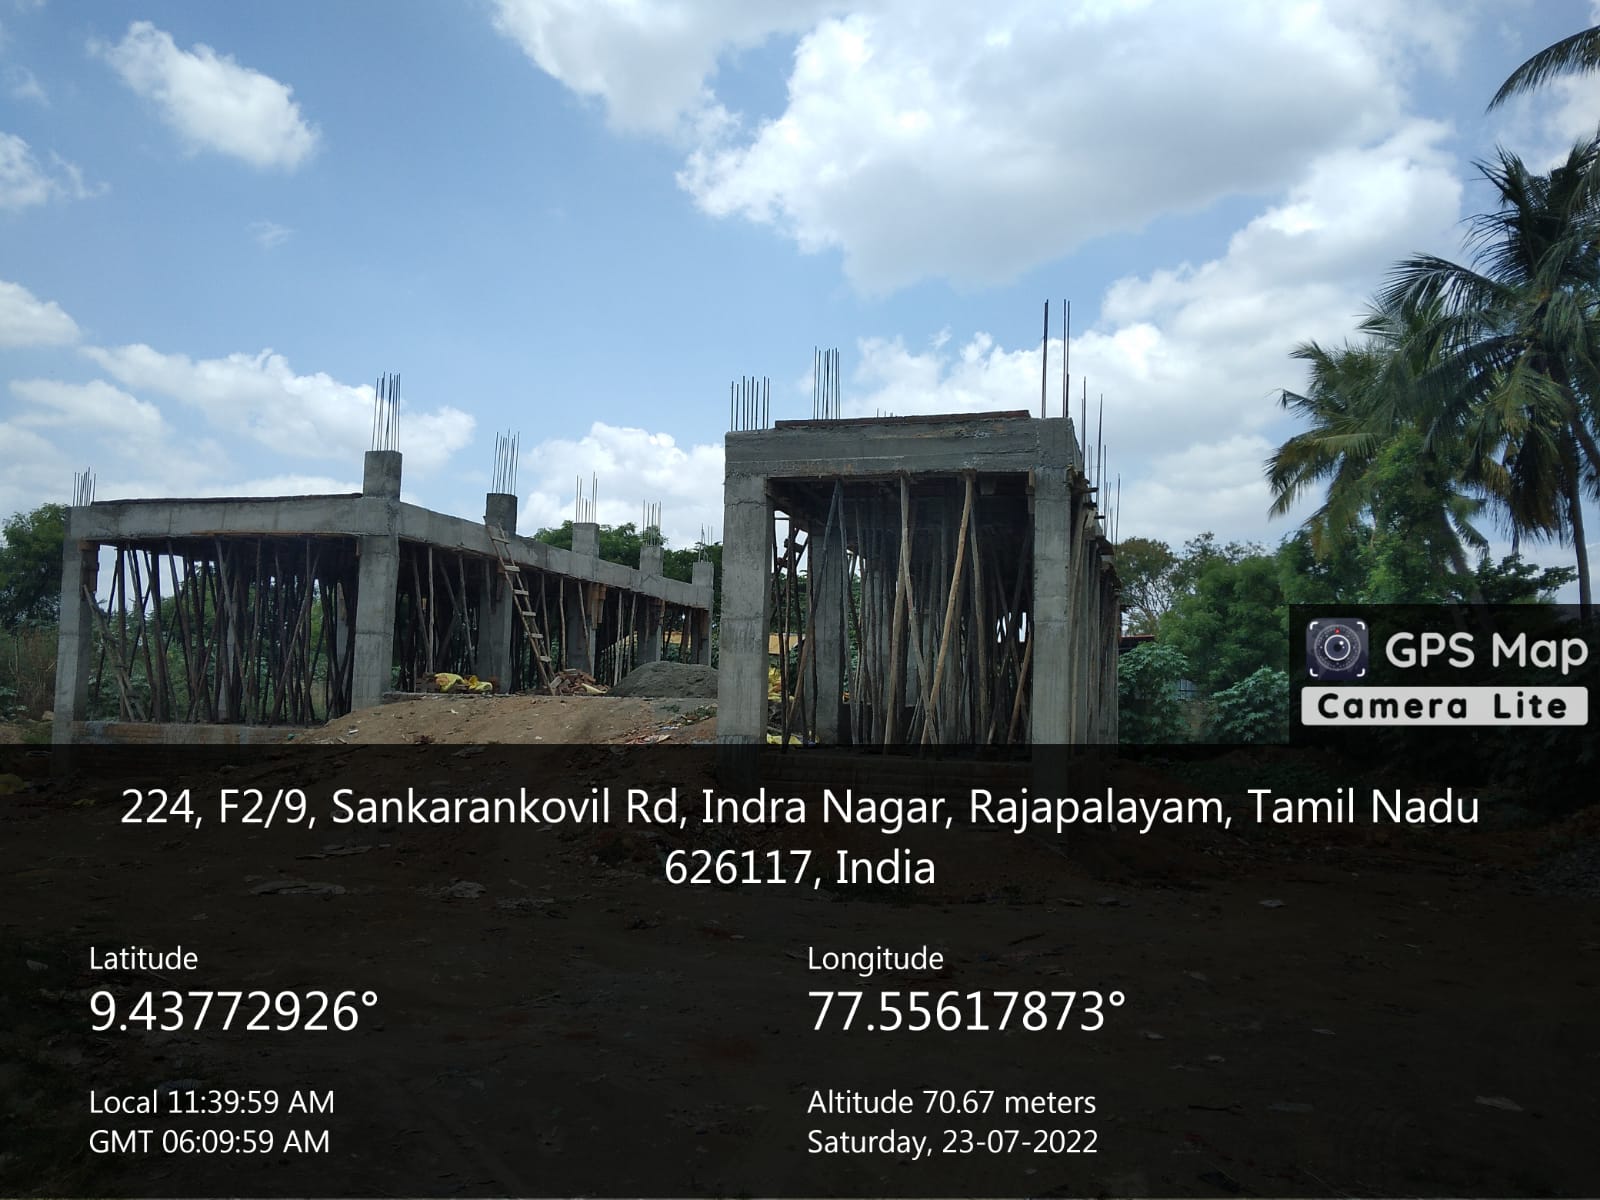 GPS Map
Camera Lite
224, F2/9, Sankarankovil Rd, Indra Nagar, Rajapalayam, Tamil Nadu
626117, India
Latitude
9.43772926°
Longitude
77.55617873°
Local 11:39:59 AM
GMT 06:09:59 AM
Altitude 70.67 meters
Saturday, 23-07-2022